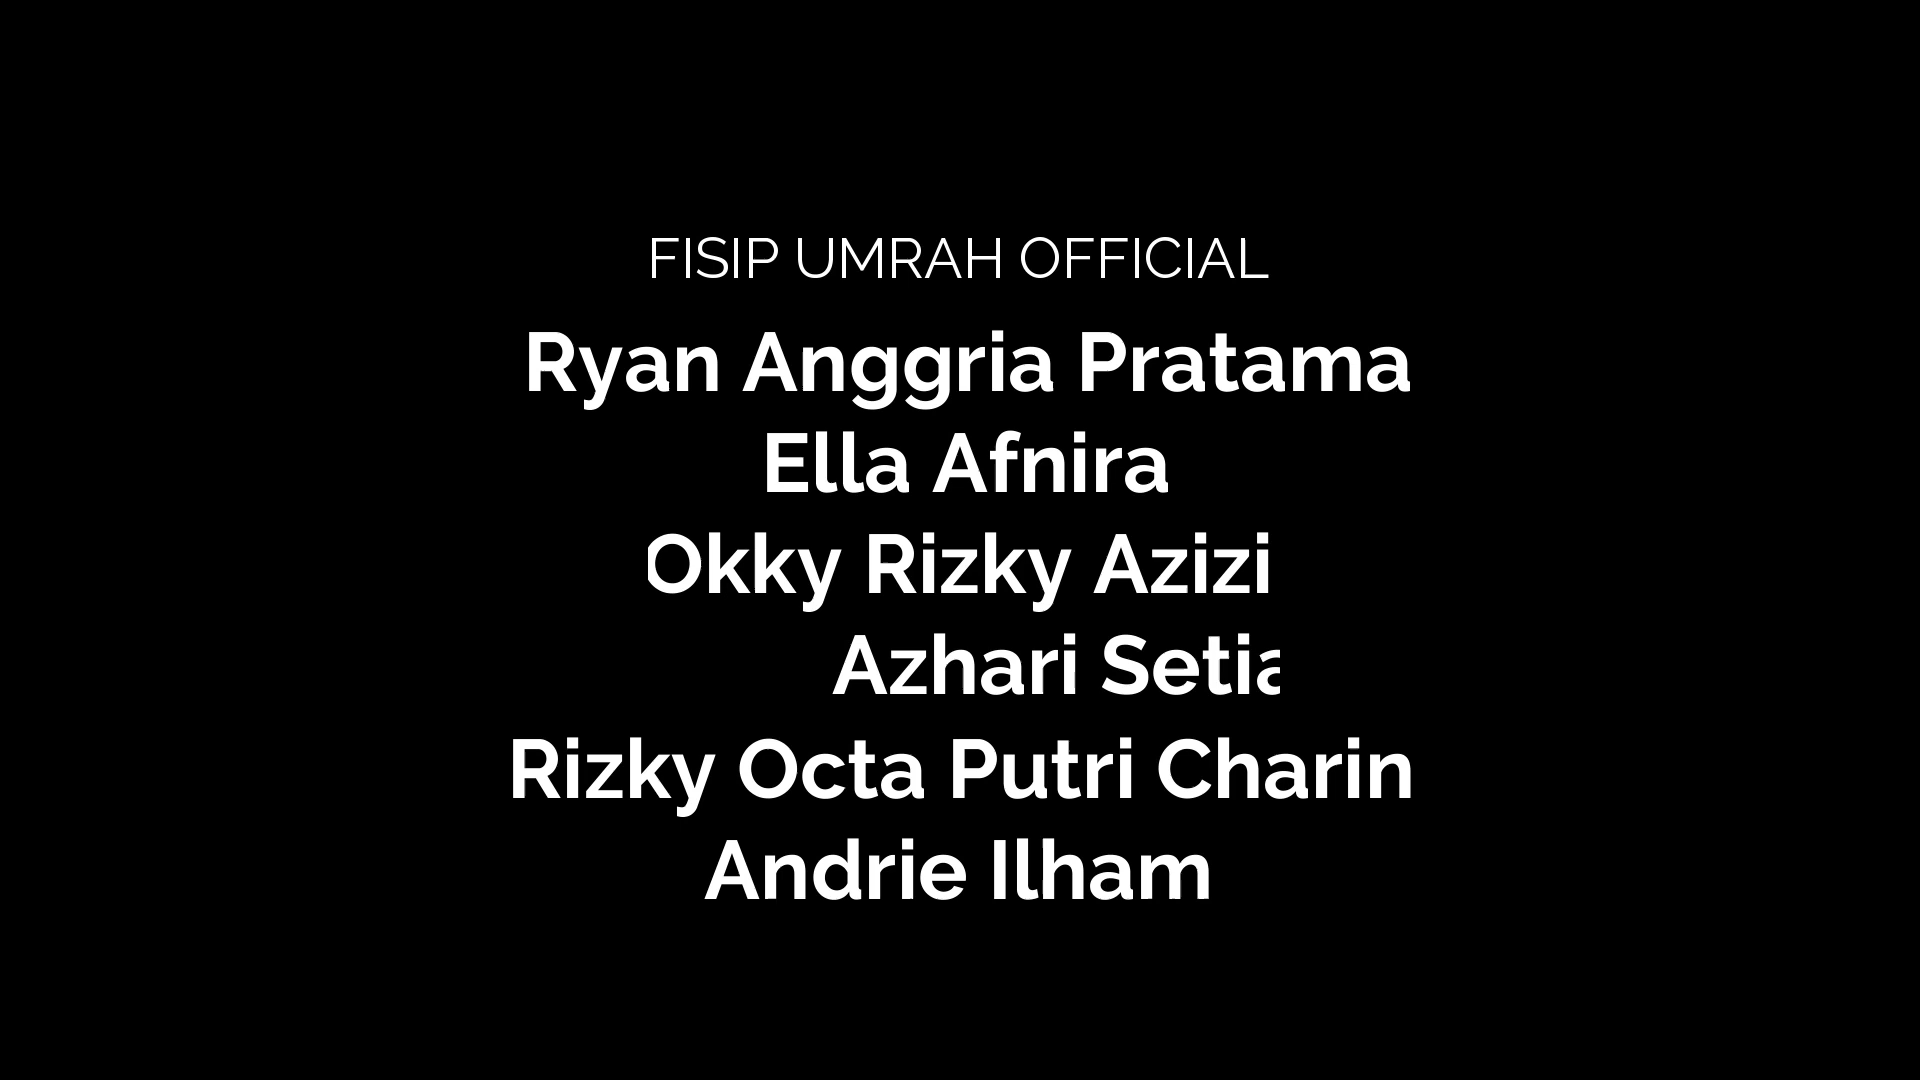 FISIP UMRAH OFFICIAL
Ryan Anggria Pratama
Ella Afnira
Okky Rizky Azizi
Azhari Setia
Rizky Octa Putri Charin
Andrie Ilham